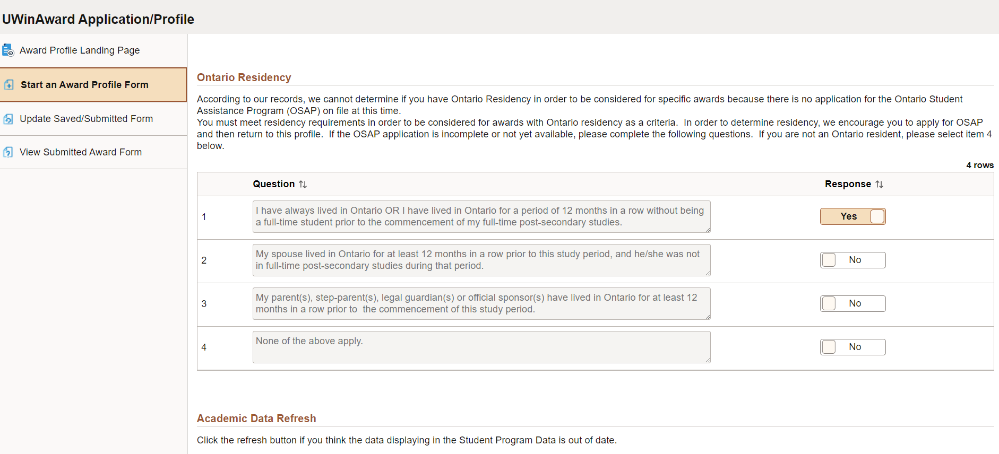 UWinAward Application/Profile
Award Profile Landing Page
Start an Award Profile Form
Update Saved/Submitted Form
View Submitted Award Form
Ontario Residency
According to our records, we cannot determine if you have Ontario Residency in order to be considered for specific awards because there is no application for the Ontario Student
Assistance Program (OSAP) on file at this time.
You must meet residency requirements in order to be considered for awards with Ontario residency as a criteria.  In order to determine residency, we encourage you to apply for OSAP
and then return to this profile.  If the OSAP application is incomplete or not yet available, please complete the following questions.  If you are not an Ontario resident, please select item 4
below.
4 rows
Question Response
1 I have always lived in Ontario OR I have lived in Ontario for a period of 12 months in a row without being
a full-time student prior to the commencement of my full-time post-secondary studies. Yes
2 My spouse lived in Ontario for at least 12 months in a row prior to this study period, and he/she was not
in full-time post-secondary studies during that period. No
3 My parent(s), step-parent(s), legal guardian(s) or official sponsor(s) have lived in Ontario for at least 12
months in a row prior to  the commencement of this study period. No
4 None of the above apply. No
Academic Data Refresh
Click the refresh button if you think the data displaying in the Student Program Data is out of date.